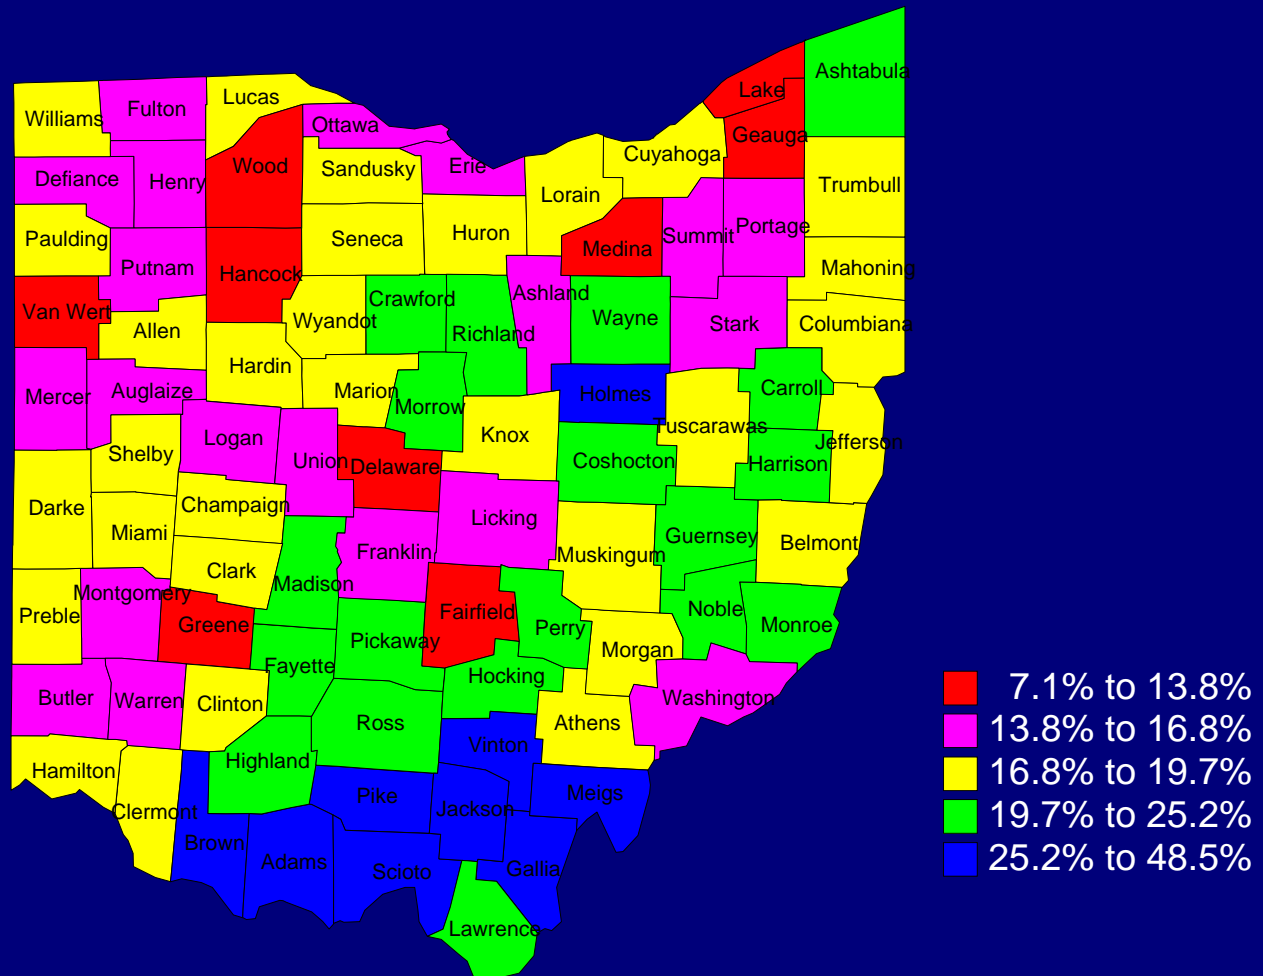 Ashtabula
Lake
Geauga
Lucas
Fulton
Williams
Ottawa
Cuyahoga
Wood
Sandusky
Erie
Defiance
Henry
Lorain
Trumbull
Paulding
Seneca
Huron
Medina
Summit
Portage
Putnam
Hancock
Mahoning
Van Wert
Crawford
Ashland
Allen
Wyandot
Richland
Wayne
Stark
Columbiana
Hardin
Mercer
Auglaize
Marion
Morrow
Holmes
Carroll
Logan
Knox
Tuscarawas
Jefferson
Shelby
Union
Delaware
Coshocton
Harrison
Darke
Champaign
Licking
Miami
Franklin
Muskingum
Guernsey
Belmont
Clark
Madison
Montgomery
Preble
Greene
Fairfield
Perry
Noble
Monroe
Pickaway
Morgan
Fayette
Hocking
Butler
Warren
Clinton
Washington
Ross
Athens
Vinton
Highland
Hamilton
Clermont
Pike
Jackson
Meigs
Brown
Adams
Scioto
Gallia
Lawrence
7.1% to 13.8%
13.8% to 16.8%
16.8% to 19.7%
19.7% to 25.2%
25.2% to 48.5%